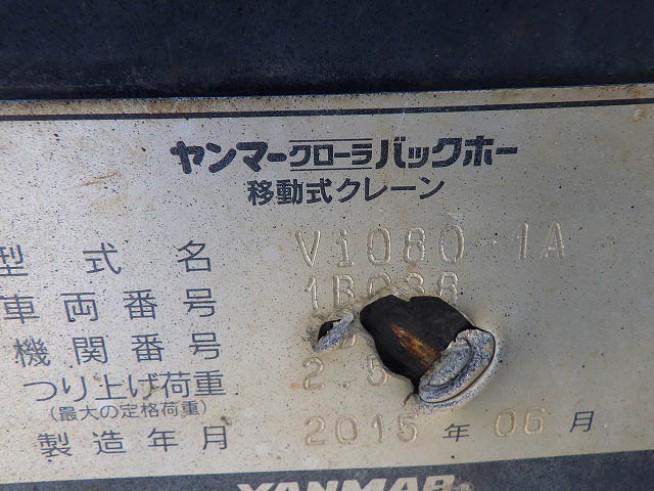 ヤンマークローラバックホー
移動式クレーン
型式名 Vi080-1A
車両番号
機関番号
つり上げ荷重 2.5
(最大の定格荷重)
製造年月 2015年06月
YANMAR